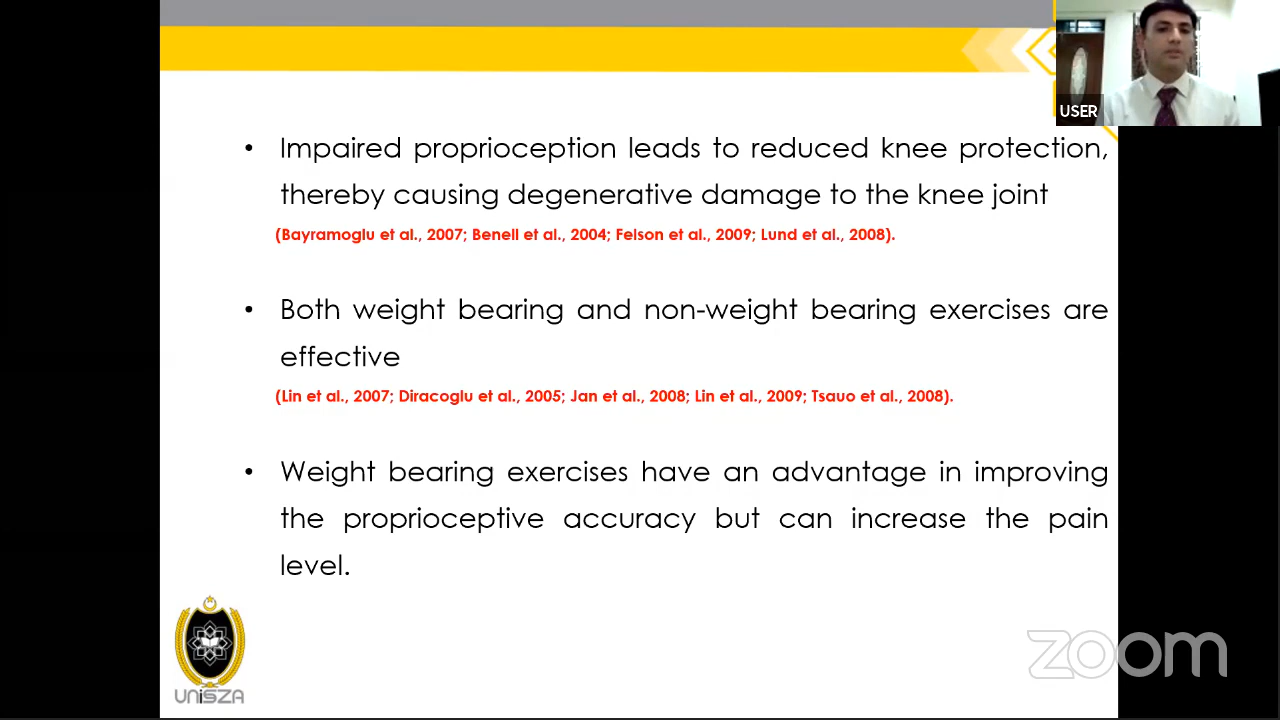 USER
• Impaired proprioception leads to reduced knee protection,
thereby causing degenerative damage to the knee joint
(Bayramoglu et al., 2007; Benell et al., 2004; Felson et al., 2009; Lund et al., 2008).
• Both weight bearing and non-weight bearing exercises are
effective
(Lin et al., 2007; Diracoglu et al., 2005; Jan et al., 2008; Lin et al., 2009; Tsauo et al., 2008).
• Weight bearing exercises have an advantage in improving
the proprioceptive accuracy but can increase the pain
level.
UNiSZA
zoom